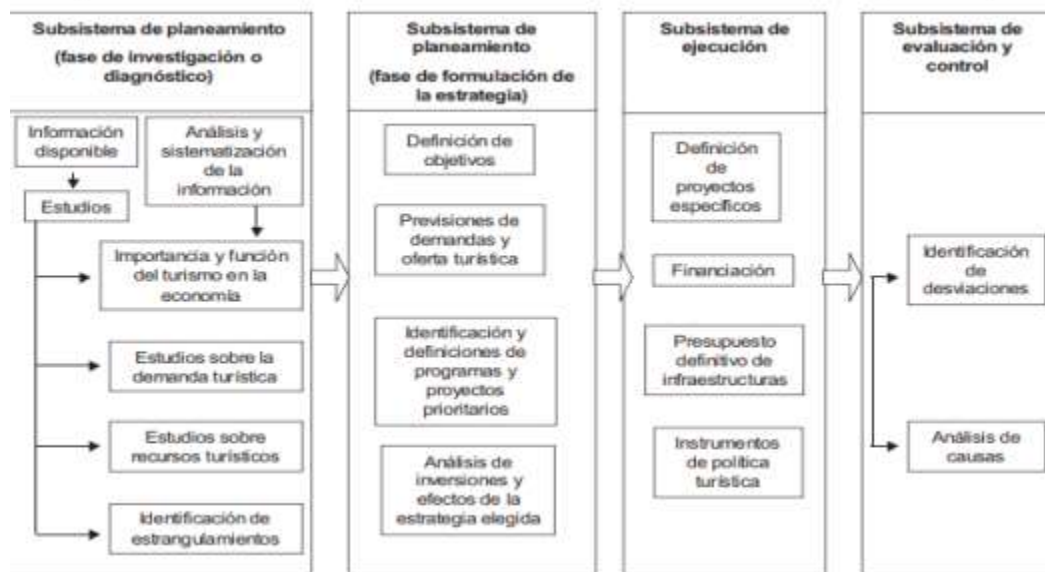 Subsistema de planeamiento
(fase de investigación o
diagnóstico)
Información
disponible
Análisis y
sistematización
de la
información
Estudios
Importancia y función
del turismo en la
economía
Estudios sobre la
demanda turística
Estudios sobre
recursos turísticos
Identificación de
estrangulamientos
Subsistema de
planeamiento
(fase de formulación de
la estrategia)
Definición de
objetivos
Previsiones de
demandas y
oferta turística
Identificación y
definiciones de
programas y
proyectos
prioritarios
Análisis de
inversiones y
efectos de la
estrategia elegida
Subsistema de
ejecución
Definición
de
proyectos
específicos
Financiación
Presupuesto
definitivo de
infraestructuras
Instrumentos
de política
turística
Subsistema de
evaluación y
control
Identificación
de
desviaciones
Análisis de
causas